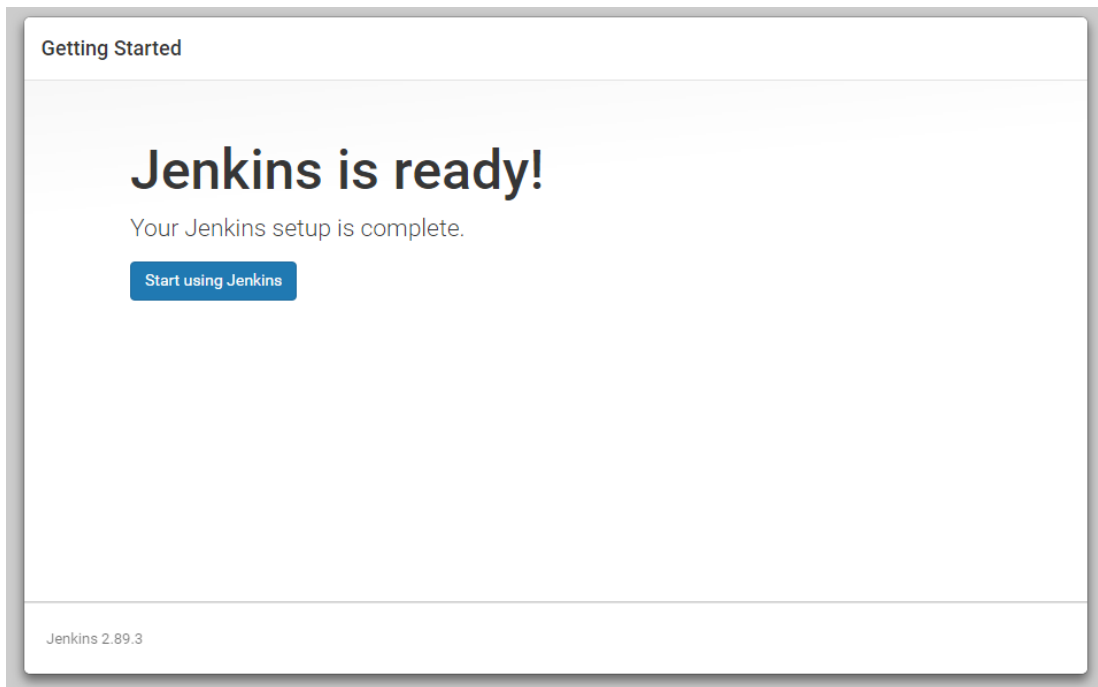 Getting Started
Jenkins is ready!
Your Jenkins setup is complete.
Start using Jenkins
Jenkins 2.89.3